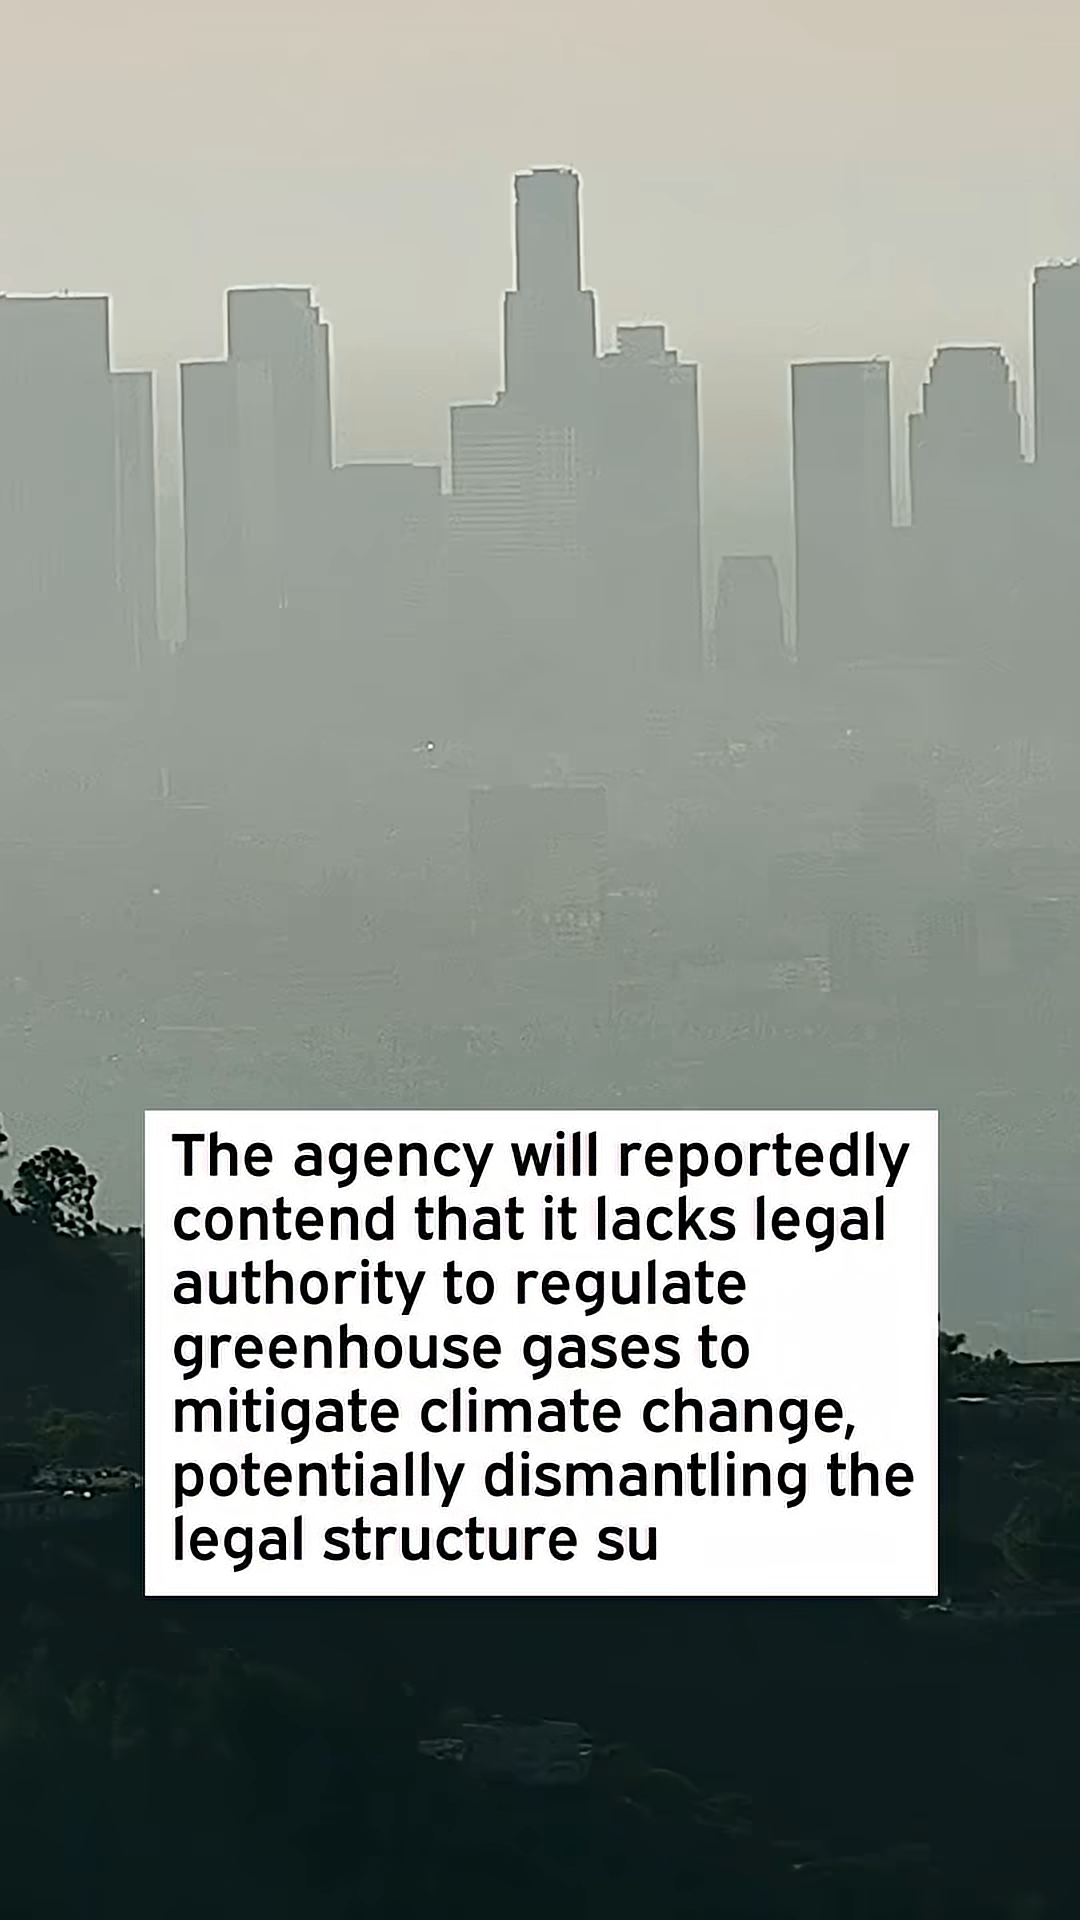 The agency will reportedly
contend that it lacks legal
authority to regulate
greenhouse gases to
mitigate climate change,
potentially dismantling the
legal structure su